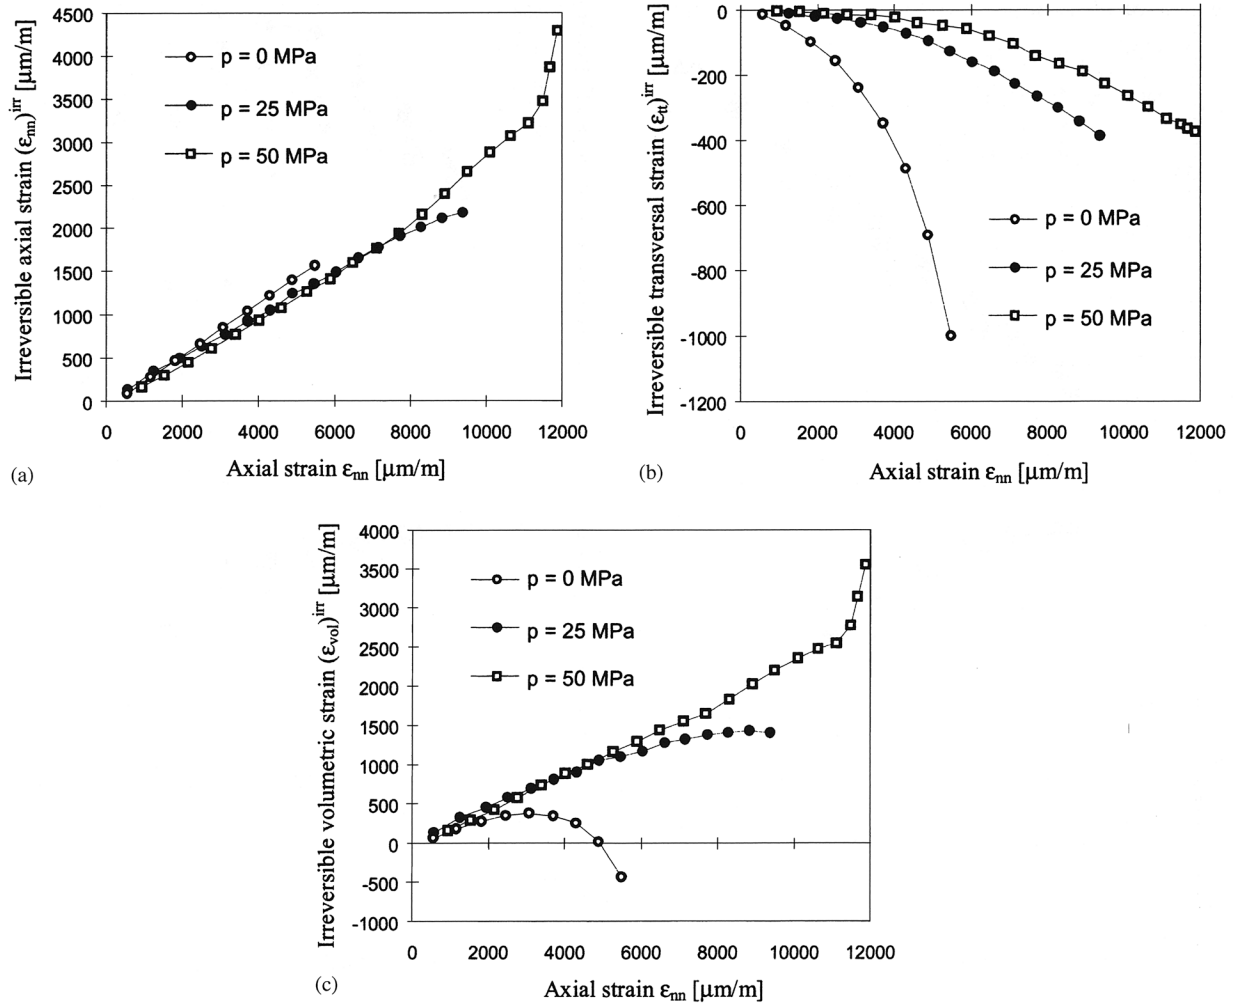 4500
4000
3500
3000
2500
2000
1500
1000
500
0
Irreversible axial strain (εnn)irr [μm/m]
p = 0 MPa
p = 25 MPa
p = 50 MPa
0 2000 4000 6000 8000 10000 12000
Axial strain εnn [μm/m]
(a)
0
-200
-400
-600
-800
-1000
-1200
Irreversible transversal strain (εtt)irr [μm/m]
p = 0 MPa
p = 25 MPa
p = 50 MPa
0 2000 4000 6000 8000 10000 12000
Axial strain εnn [μm/m]
(b)
4000
3500
3000
2500
2000
1500
1000
500
0
-500
-1000
Irreversible volumetric strain (εvol)irr [μm/m]
p = 0 MPa
p = 25 MPa
p = 50 MPa
0 2000 4000 6000 8000 10000 12000
Axial strain εnn [μm/m]
(c)